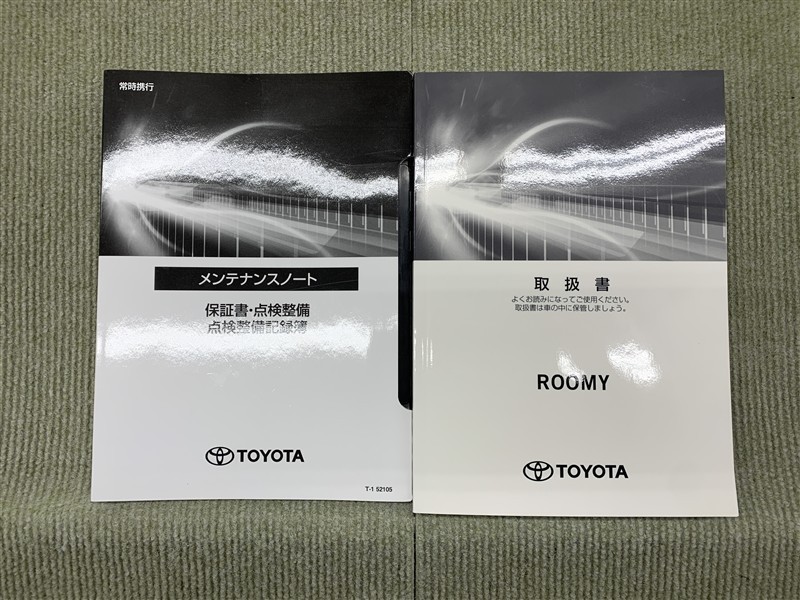 常時携行
メンテナンスノート
保証書・点検整備
点検整備記録簿
TOYOTA
T-1 52105
取扱書
よくお読みになってご使用ください。
取扱書は車の中に保管しましょう。
ROOMY
TOYOTA